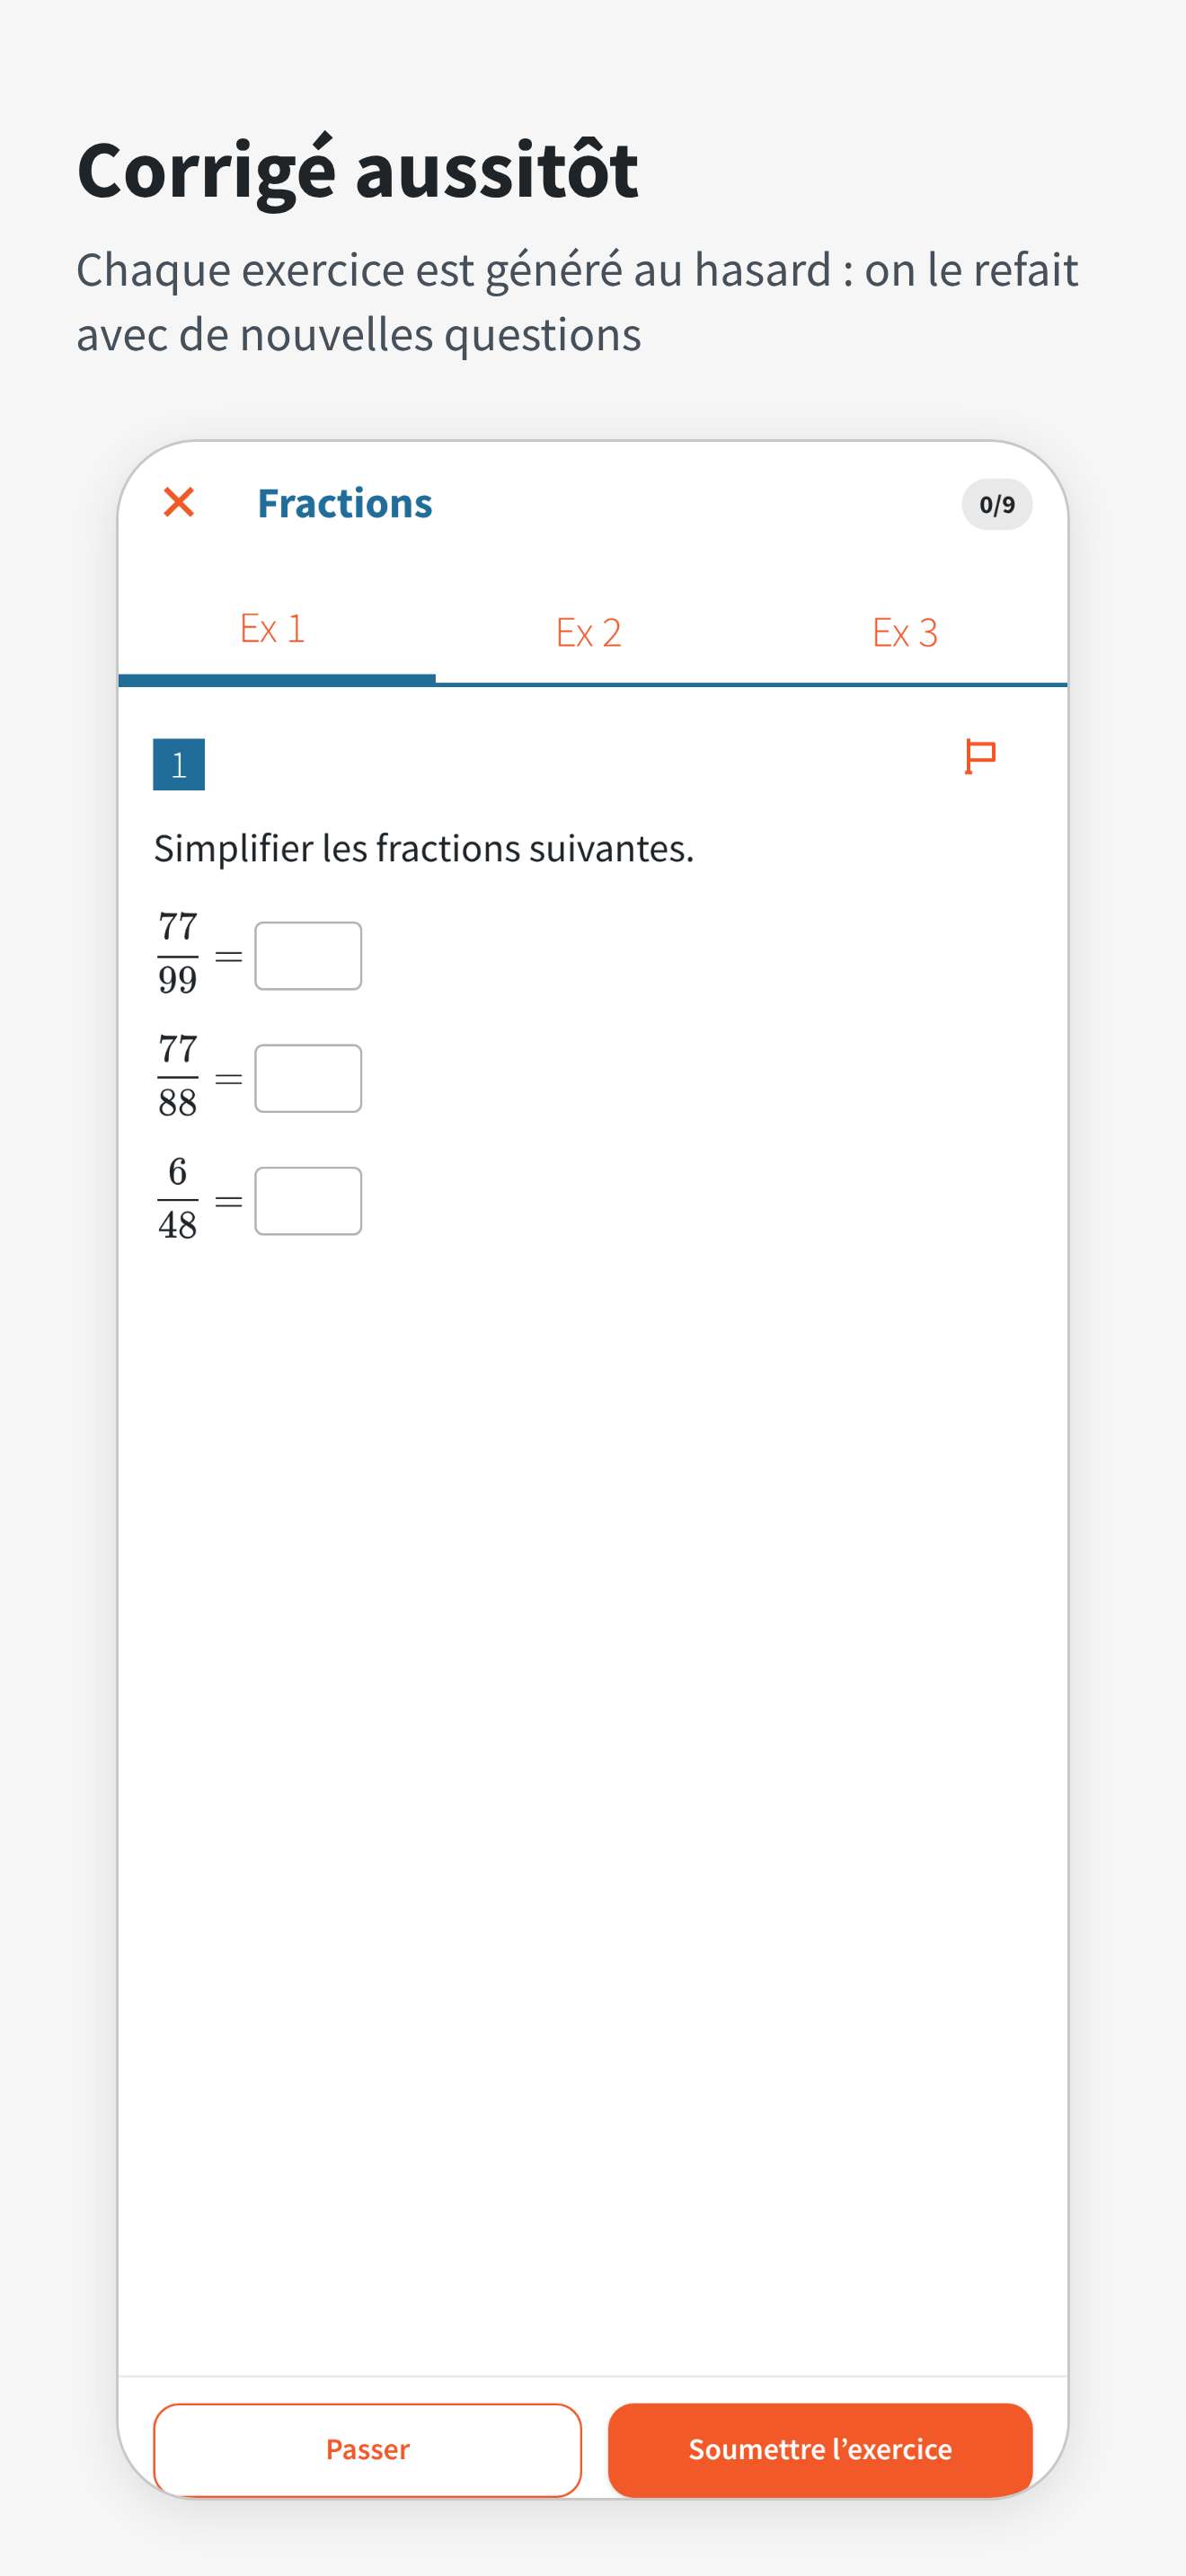 Corrigé aussitôt
Chaque exercice est généré au hasard : on le refait
avec de nouvelles questions
Fractions
0/9
Ex 1
Ex 2
Ex 3
1
Simplifier les fractions suivantes.
77
99
=
77
88
=
6
48
=
Passer
Soumettre l’exercice